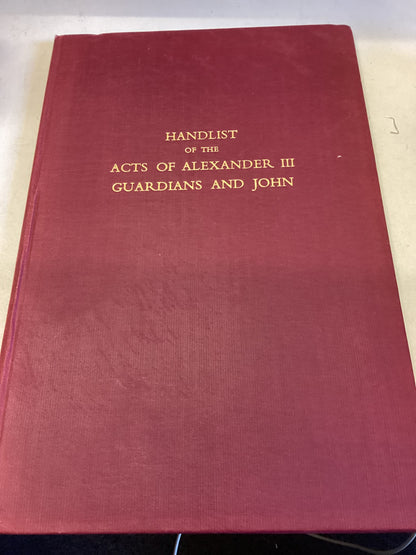 HANDLIST
OF THE
ACTS OF ALEXANDER III
GUARDIANS AND JOHN